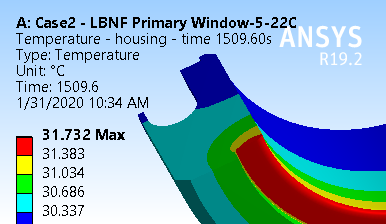 A: Case2 - LBNF Primary Window-5-22C
Temperature - housing - time 1509.60s
Type: Temperature
Unit: °C
Time: 1509.6
1/31/2020 10:34 AM
ANSYS
R19.2
31.732 Max
31.383
31.034
30.686
30.337